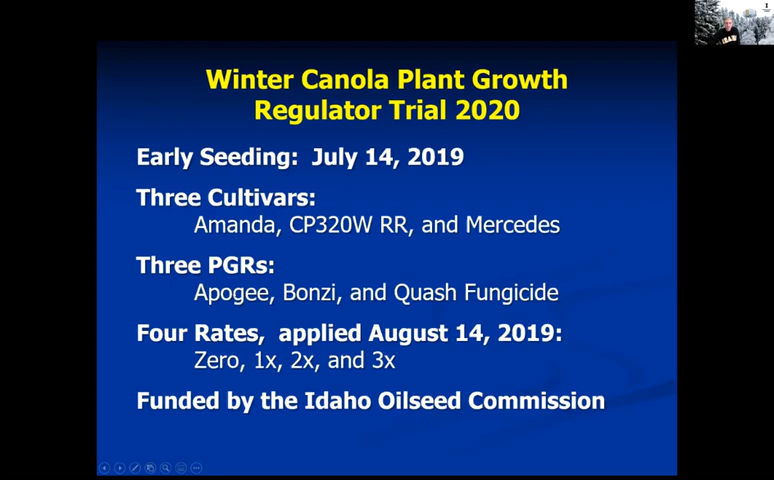 Winter Canola Plant Growth
Regulator Trial 2020
Early Seeding: July 14, 2019
Three Cultivars:
Amanda, CP320W RR, and Mercedes
Three PGRs:
Apogee, Bonzi, and Quash Fungicide
Four Rates, applied August 14, 2019:
Zero, 1x, 2x, and 3x
Funded by the Idaho Oilseed Commission